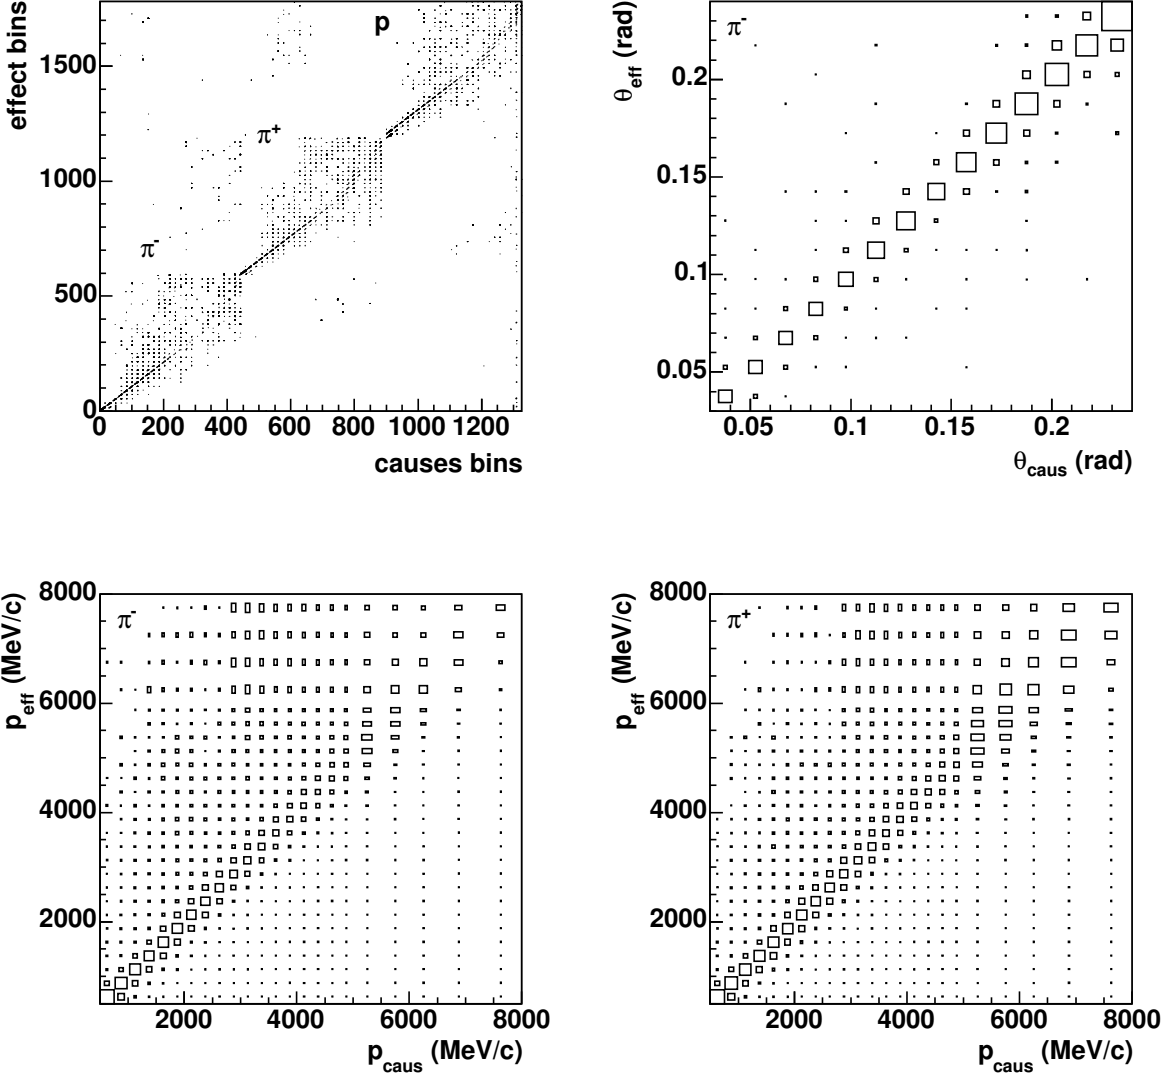 effect bins
1500
1000
500
0
p
π+
π-
0 200 400 600 800 1000 1200
causes bins
θeff (rad)
π-
0.2
0.15
0.1
0.05
0.05 0.1 0.15 0.2
θcaus (rad)
peff (MeV/c)
8000
6000
4000
2000
π-
2000 4000 6000 8000
pcaus (MeV/c)
peff (MeV/c)
8000
6000
4000
2000
π+
2000 4000 6000 8000
pcaus (MeV/c)